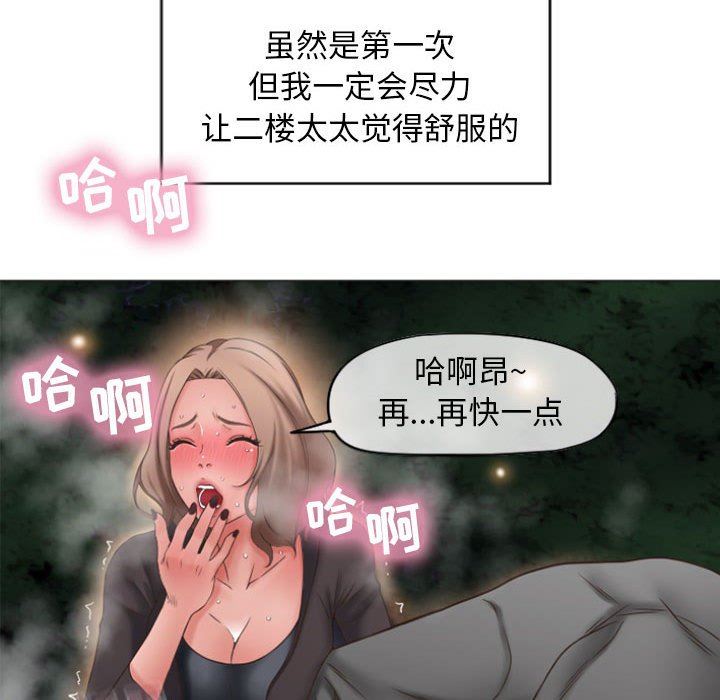 虽然是第一次
但我一定会尽力
让二楼太太觉得舒服的
哈啊
哈啊昂~
再...再快一点
哈啊
哈啊